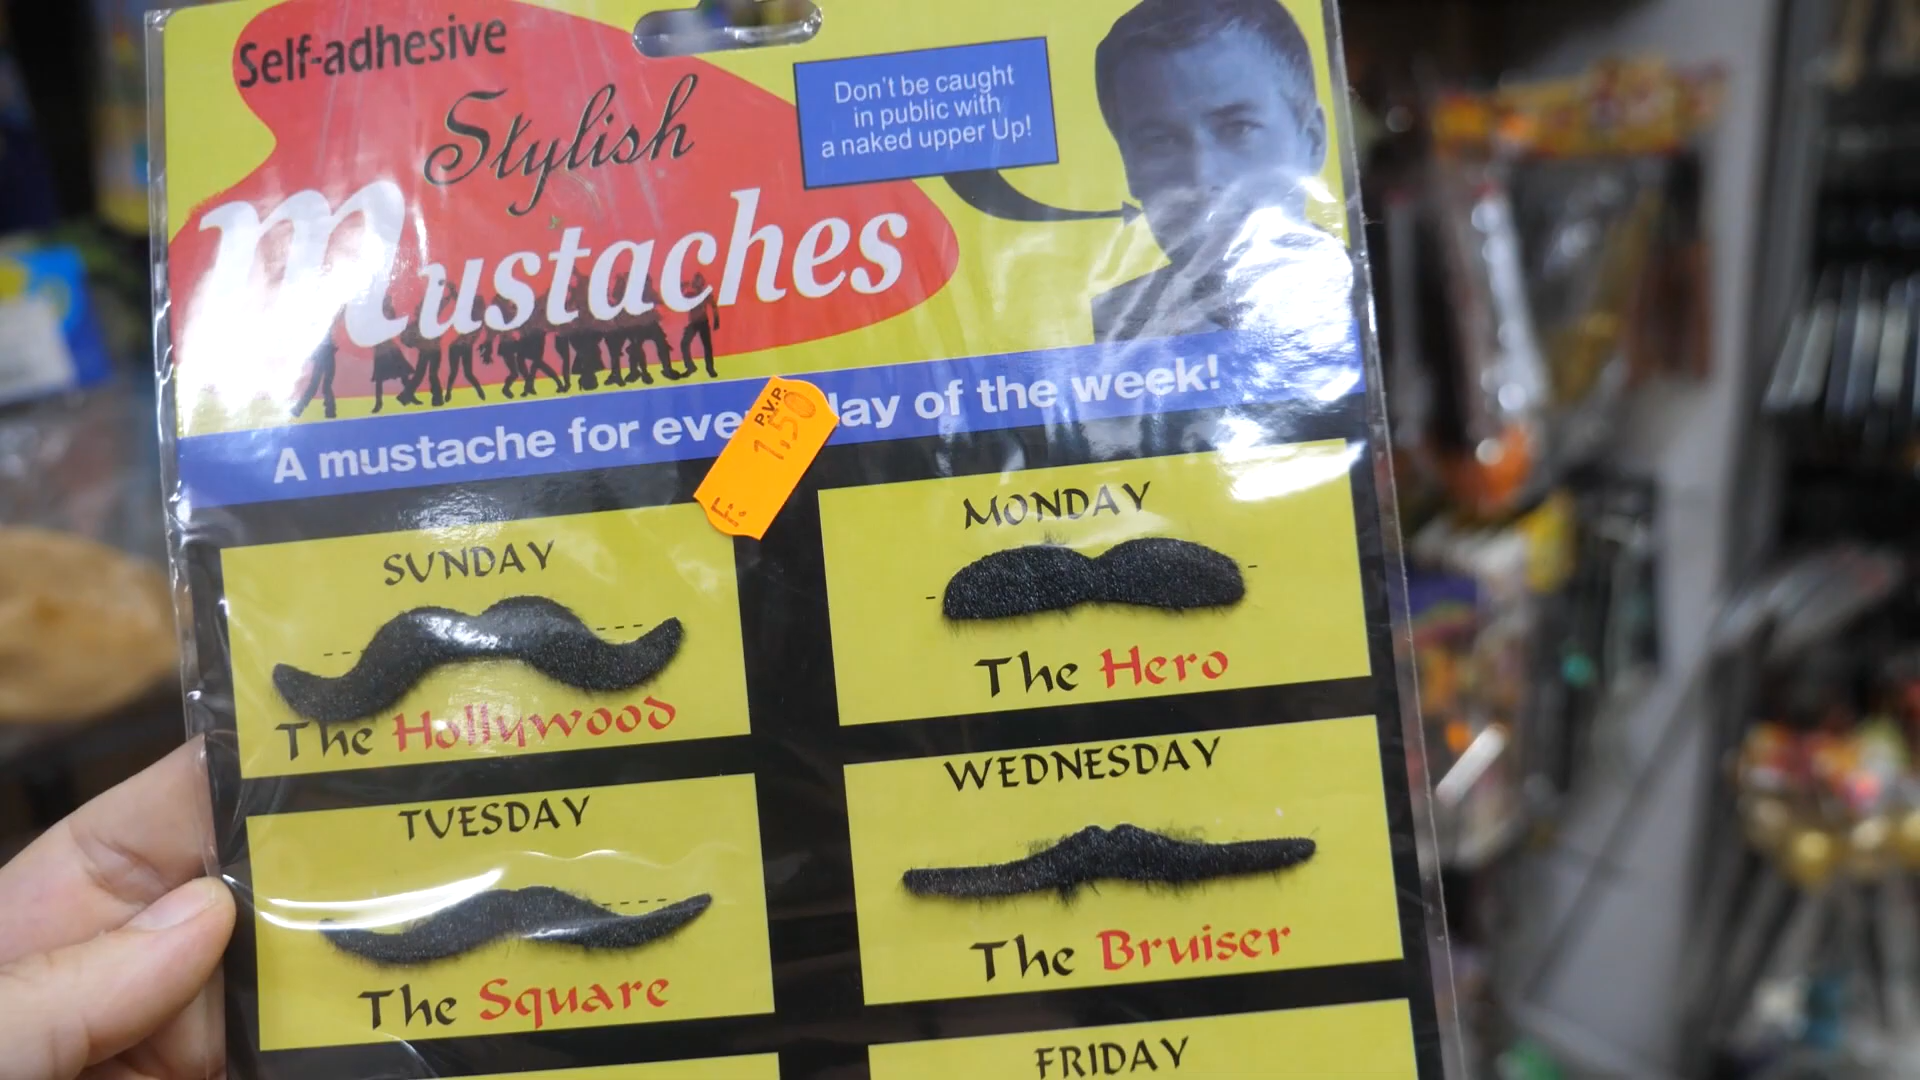 Self-adhesive
Stylish
Mustaches
Don't be caught
in public with
a naked upper Up!
A mustache for eve day of the week!
P.V.P.
1,50
F.
SUNDAY
The Hollywood
MONDAY
The Hero
TUESDAY
The Square
WEDNESDAY
The Bruiser
FRIDAY